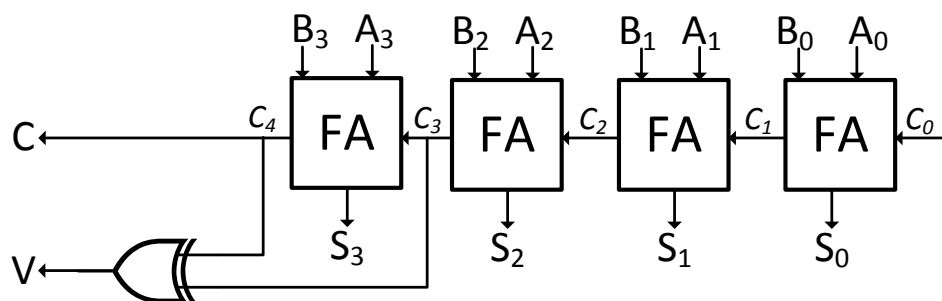 B3 A3 B2 A2 B1 A1 B0 A0
C C4 FA C3 FA C2 FA C1 FA C0
S3 S2 S1 S0
V